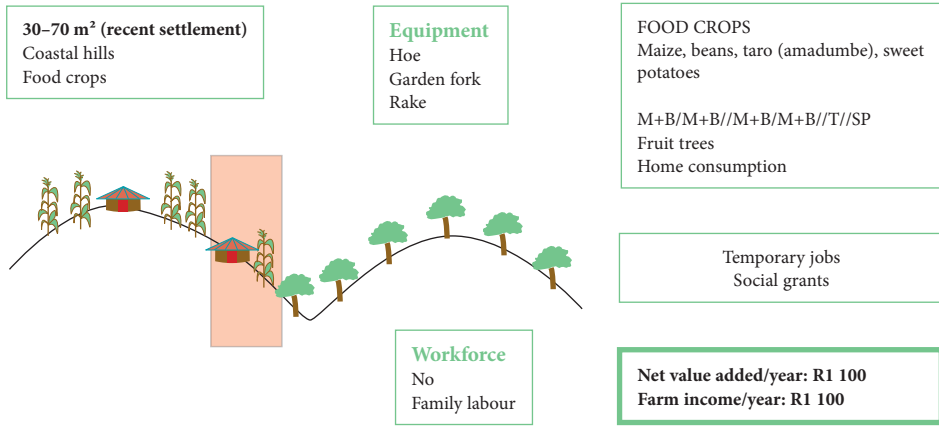 30–70 m² (recent settlement)
Coastal hills
Food crops
Equipment
Hoe
Garden fork
Rake
FOOD CROPS
Maize, beans, taro (amadumbe), sweet
potatoes
M+B/M+B//M+B/M+B//T//SP
Fruit trees
Home consumption
Temporary jobs
Social grants
Workforce
No
Family labour
Net value added/year: R1 100
Farm income/year: R1 100